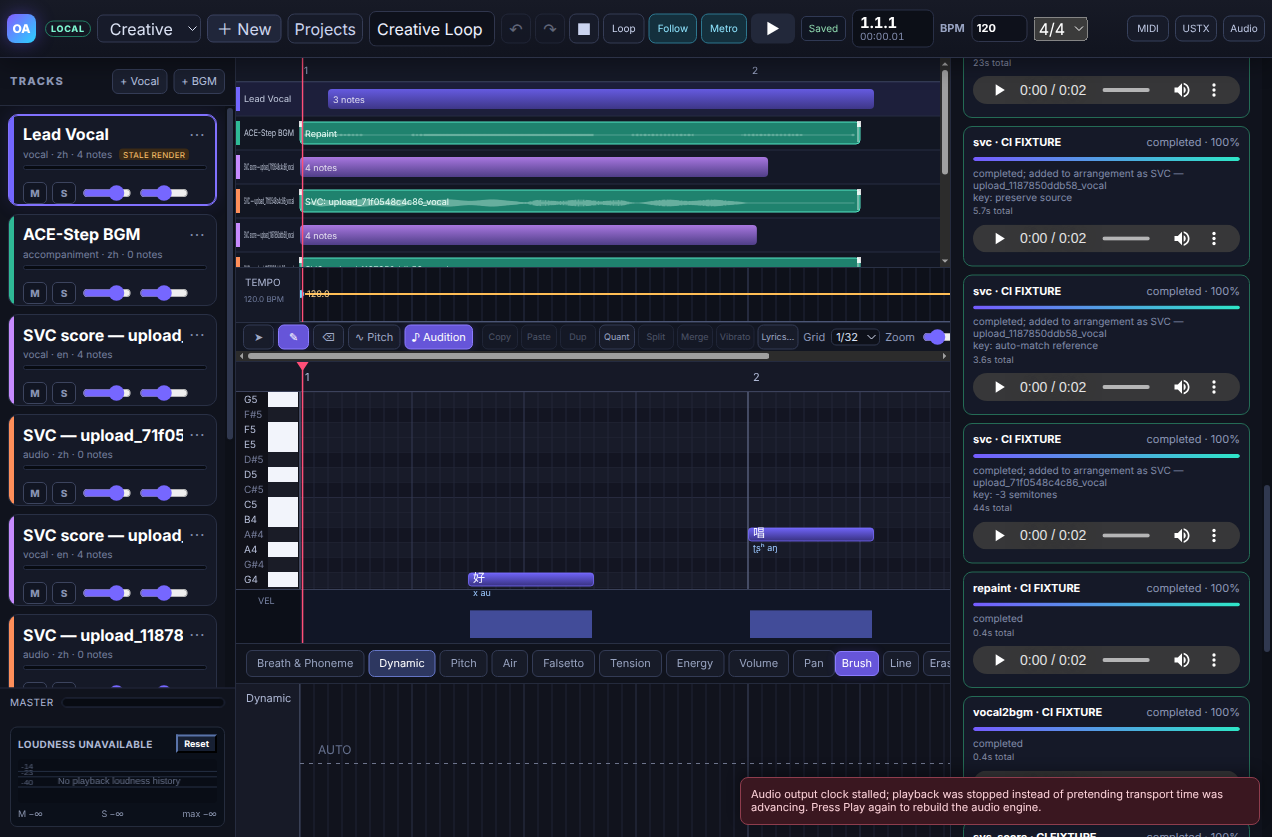 OA LOCAL Creative + New Projects Creative Loop Loop Follow Metro Saved 1.1.1 BPM 120 4/4 MIDI USTX Audio
00:00.01
TRACKS + Vocal + BGM
Lead Vocal ...
vocal · zh · 4 notes STALE RENDER
M S
ACE-Step BGM ...
accompaniment · zh · 0 notes
M S
SVC score — upload_ ...
vocal · en · 4 notes
M S
SVC — upload_71f05 ...
audio · zh · 0 notes
M S
SVC score — upload_ ...
vocal · en · 4 notes
M S
SVC — upload_11878 ...
audio · zh · 0 notes
MASTER
LOUDNESS UNAVAILABLE Reset
-14
-23
-40
No playback loudness history
M −∞ S −∞ max −∞
1 2
Lead Vocal 3 notes
ACE-Step BGM Repaint
4 notes
SVC: upload_71f0548c4c86_vocal
4 notes
TEMPO
120.0 BPM
120.0
Pitch Audition Copy Paste Dup Quant Split Merge Vibrato Lyrics... Grid 1/32 Zoom
1 2
G5
F#5
F5
E5
D#5
D5
C#5
C5
B4
A#4 唱
A4 tʂʰ aŋ
G#4
G4 好
x au
VEL
Breath & Phoneme Dynamic Pitch Air Falsetto Tension Energy Volume Pan Brush Line Eras
Dynamic
AUTO
23s total
0:00 / 0:02
svc · CI FIXTURE completed · 100%
completed; added to arrangement as SVC —
upload_1187850ddb58_vocal
key: preserve source
5.7s total
0:00 / 0:02
svc · CI FIXTURE completed · 100%
completed; added to arrangement as SVC —
upload_1187850ddb58_vocal
key: auto-match reference
3.6s total
0:00 / 0:02
svc · CI FIXTURE completed · 100%
completed; added to arrangement as SVC —
upload_71f0548c4c86_vocal
key: -3 semitones
44s total
0:00 / 0:02
repaint · CI FIXTURE completed · 100%
completed
0.4s total
0:00 / 0:02
vocal2bgm · CI FIXTURE completed · 100%
completed
0.4s total
Audio output clock stalled; playback was stopped instead of pretending transport time was
advancing. Press Play again to rebuild the audio engine.